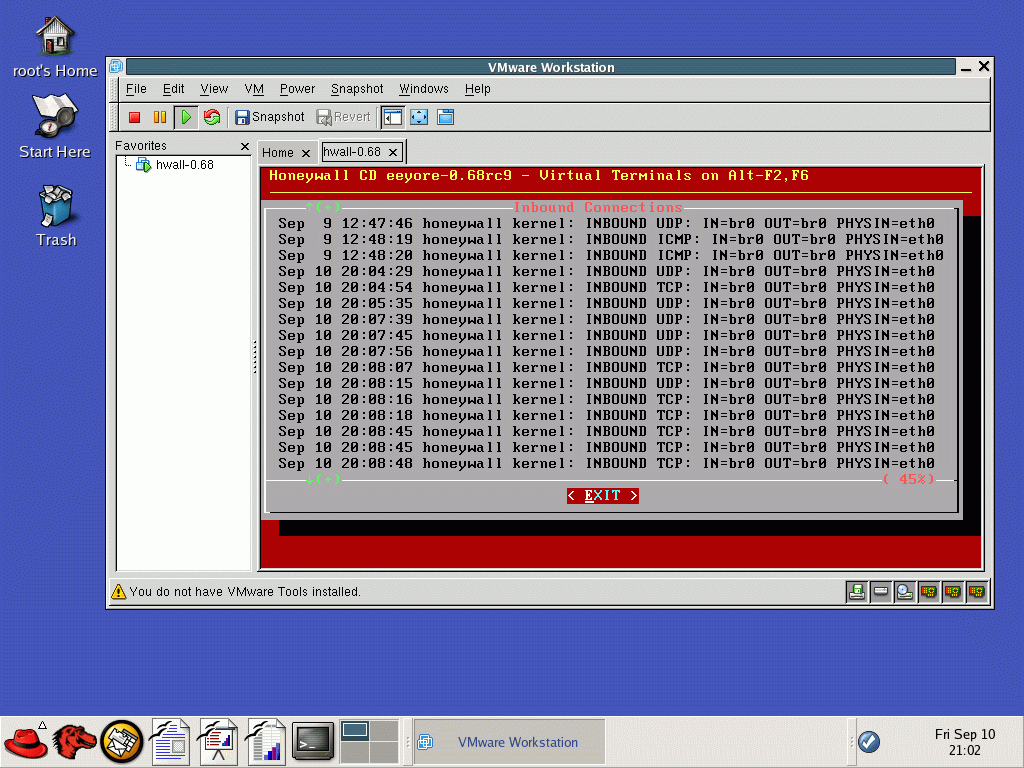 root's Home
Start Here
Trash
VMware Workstation
File Edit View VM Power Snapshot Windows Help
Snapshot Revert
Favorites
hwall-0.68
Home hwall-0.68
Honeywall CD eeyore-0.68rc9 - Virtual Terminals on Alt-F2,F6
↑(+) Inbound Connections
Sep  9 12:47:46 honeywall kernel: INBOUND UDP: IN=br0 OUT=br0 PHYSIN=eth0
Sep  9 12:48:19 honeywall kernel: INBOUND ICMP: IN=br0 OUT=br0 PHYSIN=eth0
Sep  9 12:48:20 honeywall kernel: INBOUND ICMP: IN=br0 OUT=br0 PHYSIN=eth0
Sep 10 20:04:29 honeywall kernel: INBOUND UDP: IN=br0 OUT=br0 PHYSIN=eth0
Sep 10 20:04:54 honeywall kernel: INBOUND TCP: IN=br0 OUT=br0 PHYSIN=eth0
Sep 10 20:05:35 honeywall kernel: INBOUND UDP: IN=br0 OUT=br0 PHYSIN=eth0
Sep 10 20:07:39 honeywall kernel: INBOUND UDP: IN=br0 OUT=br0 PHYSIN=eth0
Sep 10 20:07:45 honeywall kernel: INBOUND UDP: IN=br0 OUT=br0 PHYSIN=eth0
Sep 10 20:07:56 honeywall kernel: INBOUND UDP: IN=br0 OUT=br0 PHYSIN=eth0
Sep 10 20:08:07 honeywall kernel: INBOUND TCP: IN=br0 OUT=br0 PHYSIN=eth0
Sep 10 20:08:15 honeywall kernel: INBOUND UDP: IN=br0 OUT=br0 PHYSIN=eth0
Sep 10 20:08:16 honeywall kernel: INBOUND TCP: IN=br0 OUT=br0 PHYSIN=eth0
Sep 10 20:08:18 honeywall kernel: INBOUND TCP: IN=br0 OUT=br0 PHYSIN=eth0
Sep 10 20:08:45 honeywall kernel: INBOUND TCP: IN=br0 OUT=br0 PHYSIN=eth0
Sep 10 20:08:45 honeywall kernel: INBOUND TCP: IN=br0 OUT=br0 PHYSIN=eth0
Sep 10 20:08:48 honeywall kernel: INBOUND TCP: IN=br0 OUT=br0 PHYSIN=eth0
↓(+) ( 45%)
< EXIT >
You do not have VMware Tools installed.
VMware Workstation
Fri Sep 10
21:02